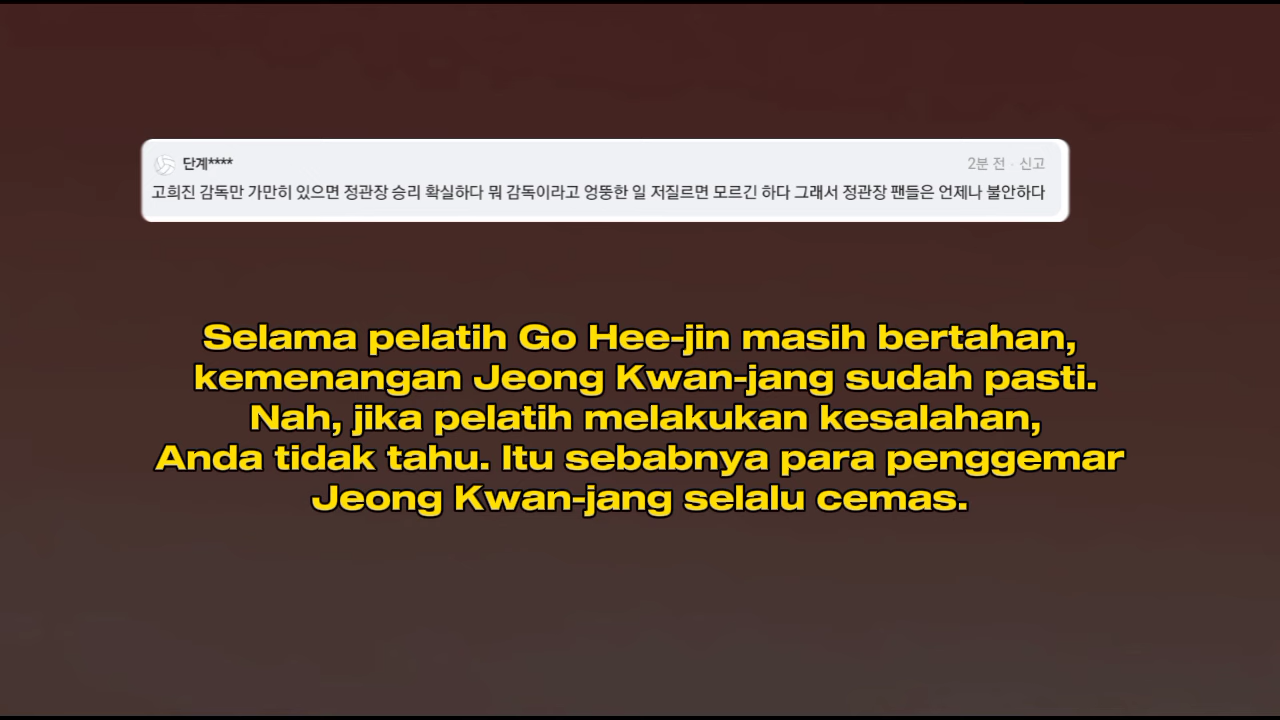 단계****
2분 전 · 신고
고희진 감독만 가만히 있으면 정관장 승리 확실하다 뭐 감독이라고 엉뚱한 일 저질르면 모르긴 하다 그래서 정관장 팬들은 언제나 불안하다
Selama pelatih Go Hee-jin masih bertahan,
kemenangan Jeong Kwan-jang sudah pasti.
Nah, jika pelatih melakukan kesalahan,
Anda tidak tahu. Itu sebabnya para penggemar
Jeong Kwan-jang selalu cemas.